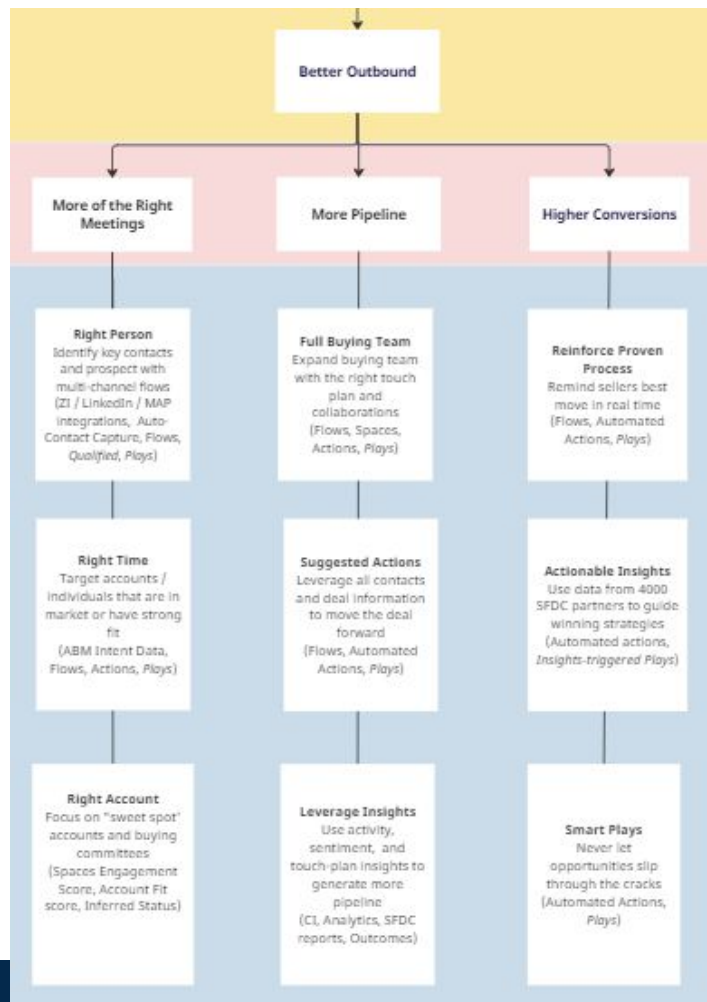 Better Outbound
More of the Right
Meetings
More Pipeline
Higher Conversions
Right Person
Identify key contacts
and prospect with
multi-channel flows
(ZI / LinkedIn / MAP
integrations, Auto-
Contact Capture, Flows,
Qualified, Plays)
Full Buying Team
Expand buying team
with the right touch
plan and
collaborations
(Flows, Spaces,
Actions, Plays)
Reinforce Proven
Process
Remind sellers best
move in real time
(Flows, Automated
Actions, Plays)
Right Time
Target accounts /
individuals that are in
market or have strong
fit
(ABM Intent Data,
Flows, Actions, Plays)
Suggested Actions
Leverage all contacts
and deal information
to move the deal
forward
(Flows, Automated
Actions, Plays)
Actionable Insights
Use data from 4000
SFDC partners to guide
winning strategies
(Automated actions,
Insights-triggered Plays)
Right Account
Focus on "sweet spot'
accounts and buying
committees
(Spaces Engagement
Score, Account Fit
score, Inferred Status)
Leverage Insights
Use activity,
sentiment, and
touch-plan insights to
generate more
pipeline
(CI, Analytics, SFDC
reports, Outcomes)
Smart Plays
Never let
opportunities slip
through the cracks
(Automated Actions,
Plays)